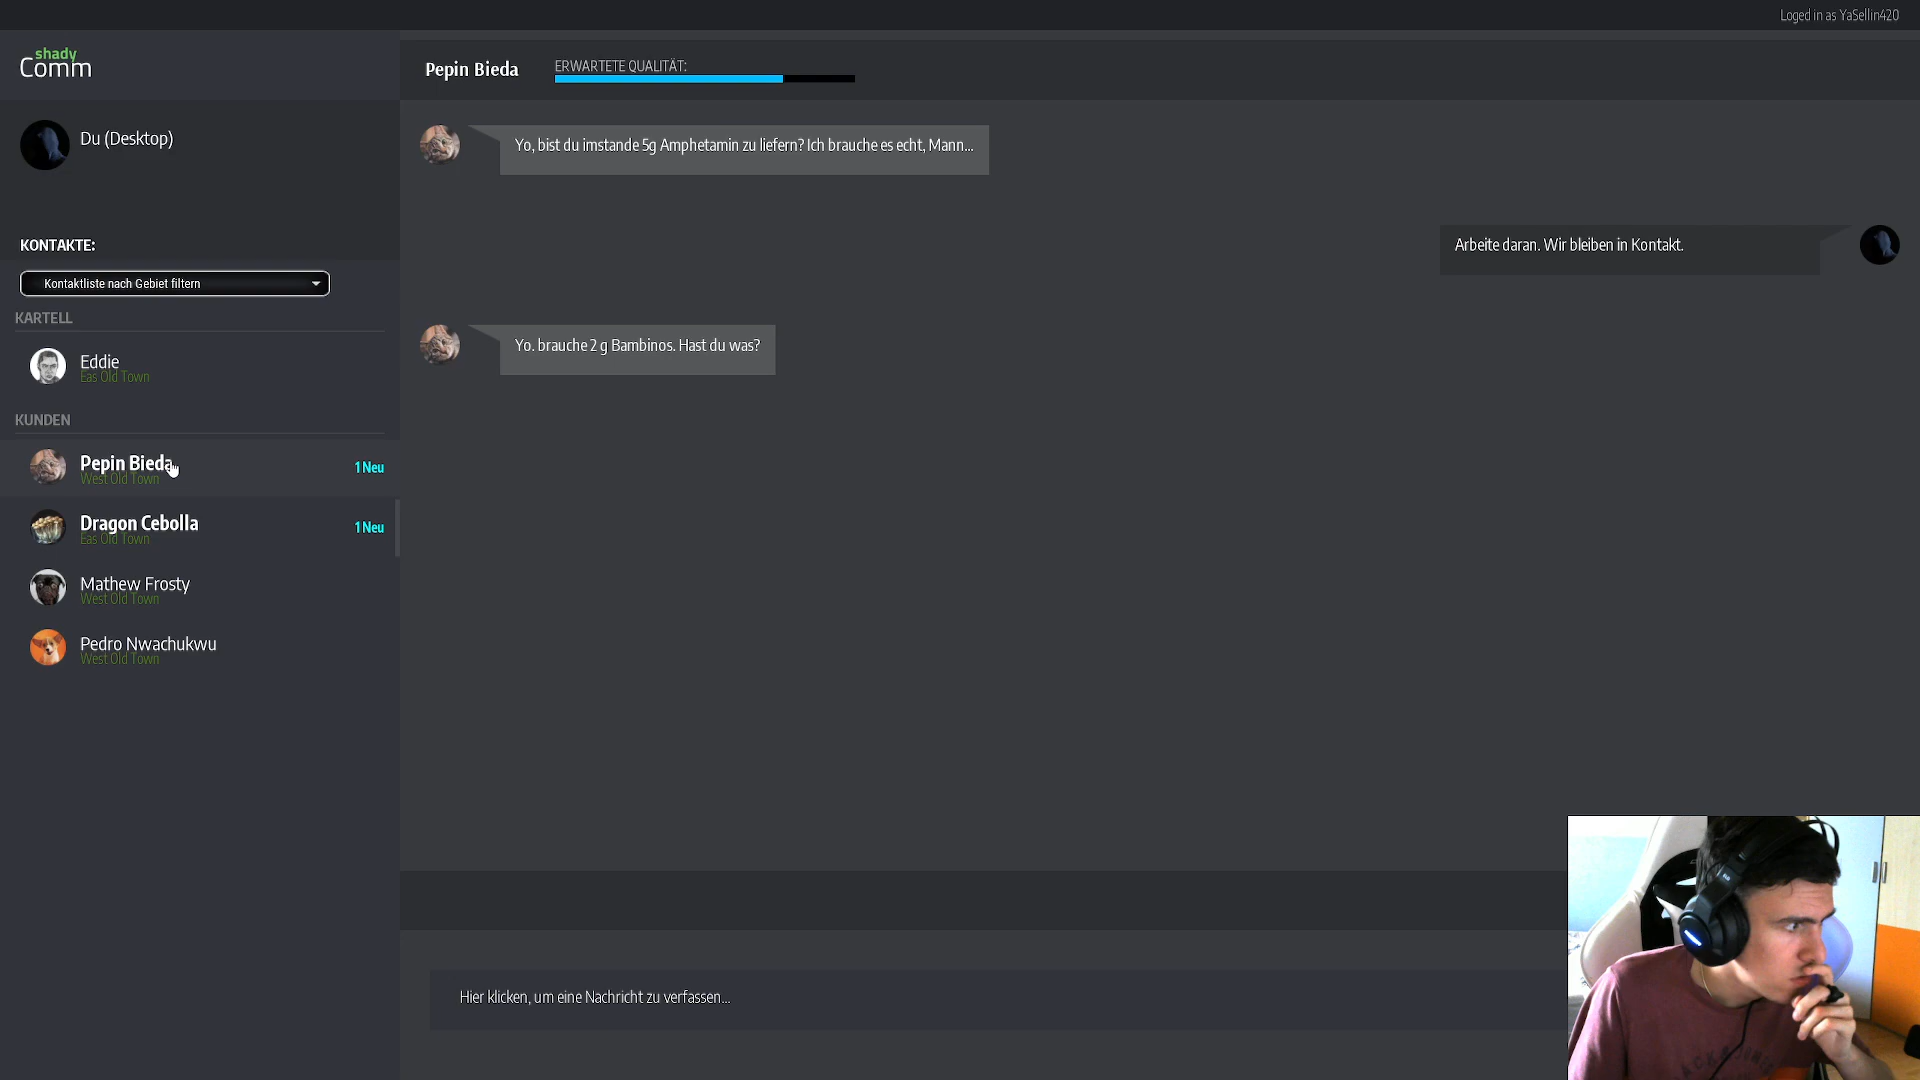 Loged in as YaSellin420
shady
Comm
Pepin Bieda
ERWARTETE QUALITÄT:
Du (Desktop)
Yo, bist du imstande 5g Amphetamin zu liefern? Ich brauche es echt, Mann...
KONTAKTE:
Arbeite daran. Wir bleiben in Kontakt.
Kontaktliste nach Gebiet filtern
KARTELL
Yo. brauche 2 g Bambinos. Hast du was?
Eddie
Eas Old Town
KUNDEN
Pepin Bieda
1 Neu
West Old Town
Dragon Cebolla
1 Neu
Eas Old Town
Mathew Frosty
West Old Town
Pedro Nwachukwu
West Old Town
Hier klicken, um eine Nachricht zu verfassen...